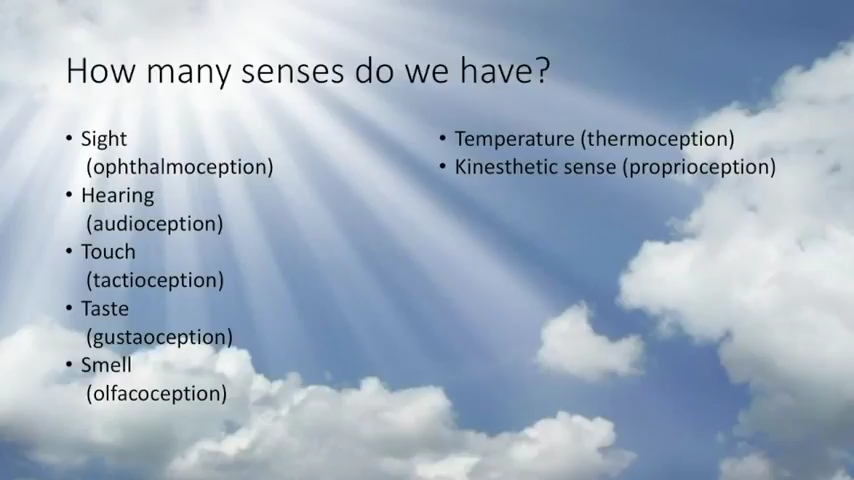 How many senses do we have?
• Sight
(ophthalmoception)
• Hearing
(audioception)
• Touch
(tactioception)
• Taste
(gustaoception)
• Smell
(olfacoception)
• Temperature (thermoception)
• Kinesthetic sense (proprioception)